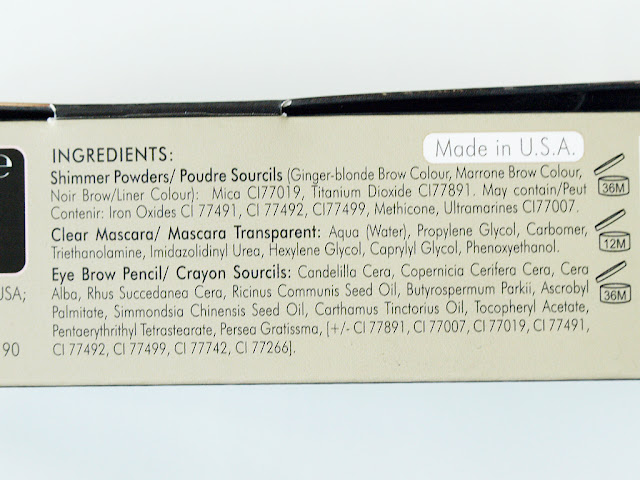 e
INGREDIENTS:
Made in U.S.A.
Shimmer Powders/ Poudre Sourcils (Ginger-blonde Brow Colour, Marrone Brow Colour,
Noir Brow/Liner Colour): Mica CI77019, Titanium Dioxide CI77891. May contain/Peut
Contenir: Iron Oxides CI 77491, CI 77492, CI77499, Methicone, Ultramarines CI77007.
36M
Clear Mascara/ Mascara Transparent: Aqua (Water), Propylene Glycol, Carbomer,
Triethanolamine, Imidazolidinyl Urea, Hexylene Glycol, Caprylyl Glycol, Phenoxyethanol.
12M
Eye Brow Pencil/ Crayon Sourcils: Candelilla Cera, Copernicia Cerifera Cera, Cera
Alba, Rhus Succedanea Cera, Ricinus Communis Seed Oil, Butyrospermum Parkii, Ascrobyl
Palmitate, Simmondsia Chinensis Seed Oil, Carthamus Tinctorius Oil, Tocopheryl Acetate,
Pentaerythrityl Tetrastearate, Persea Gratissma, [+/- CI 77891, CI 77007, CI 77019, CI 77491,
CI 77492, CI 77499, CI 77742, CI 77266].
36M
USA;
90